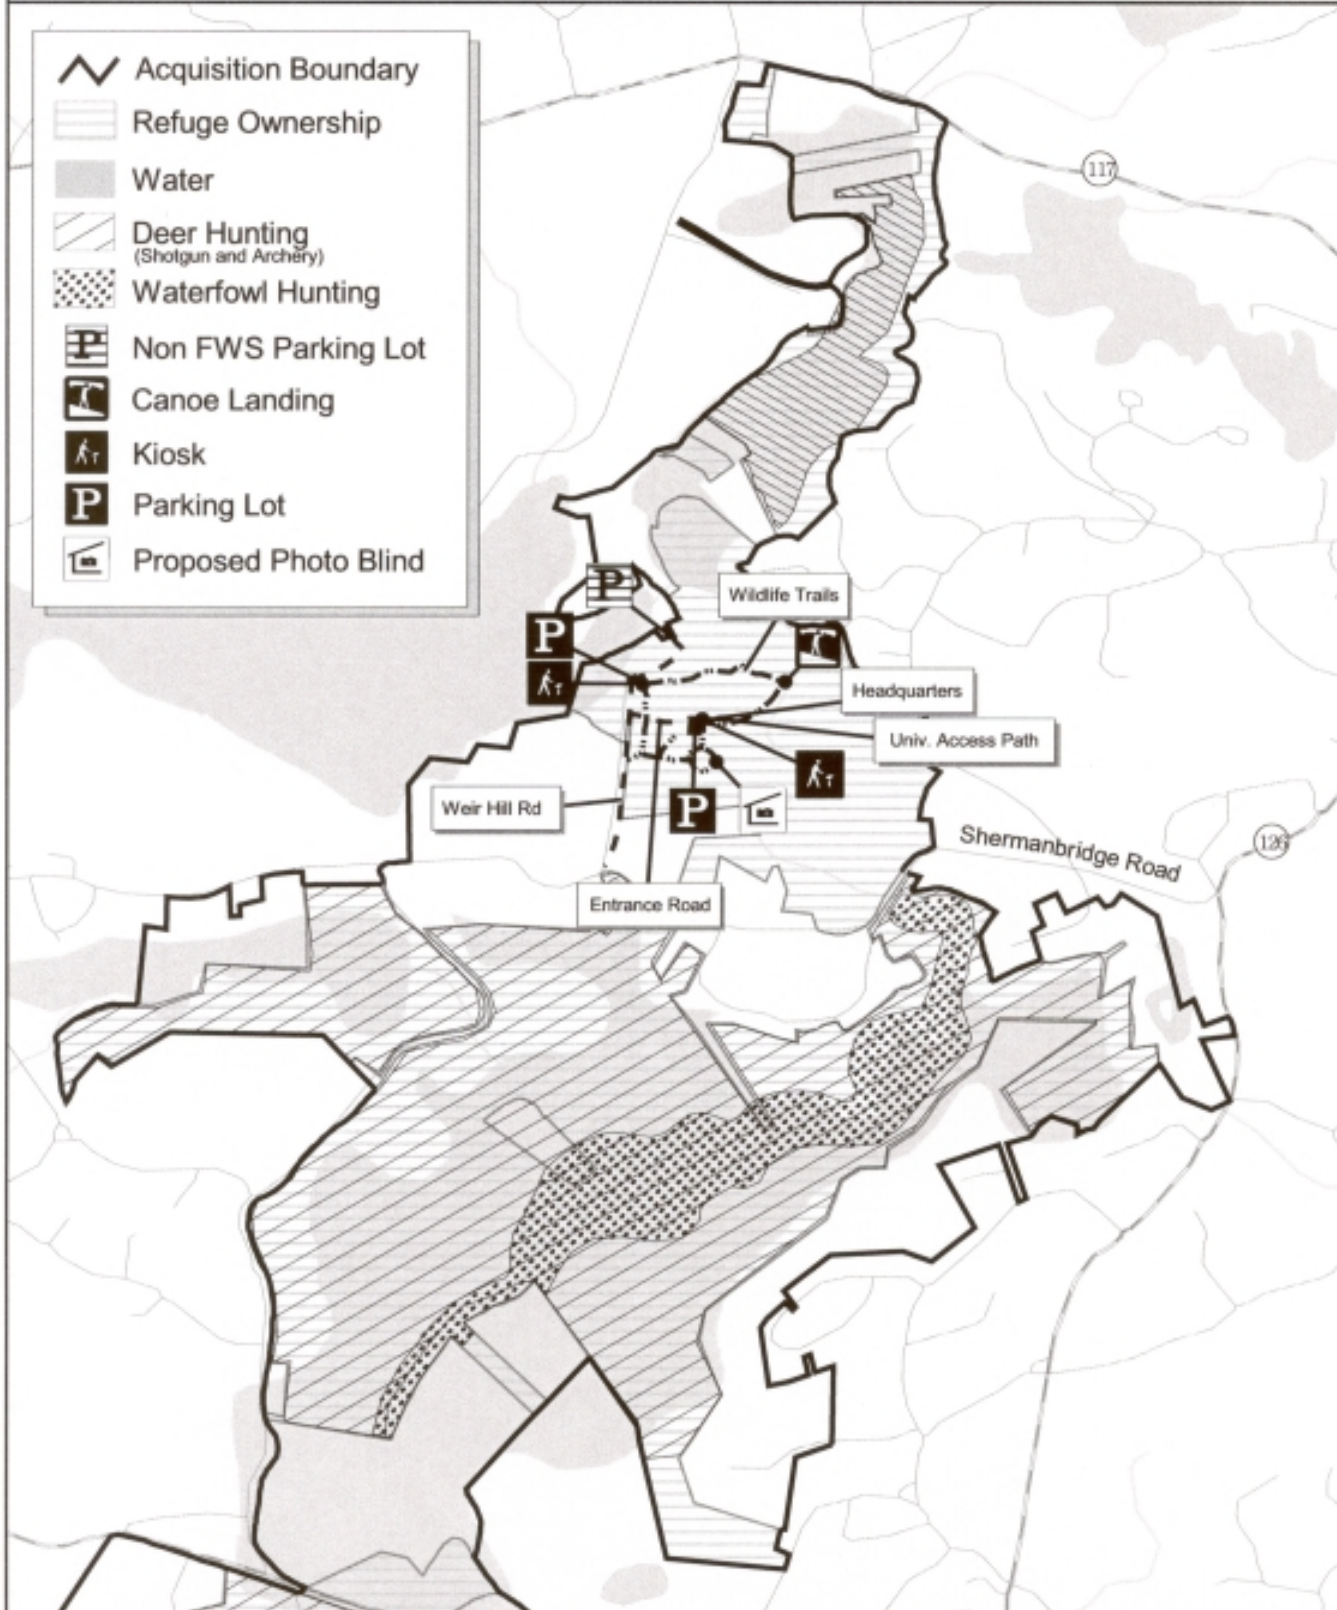 Acquisition Boundary
Refuge Ownership
Water
Deer Hunting
(Shotgun and Archery)
Waterfowl Hunting
P Non FWS Parking Lot
Canoe Landing
Kiosk
P Parking Lot
Proposed Photo Blind
117
P
Wildlife Trails
P
Headquarters
Univ. Access Path
Weir Hill Rd
P
Shermanbridge Road
126
Entrance Road